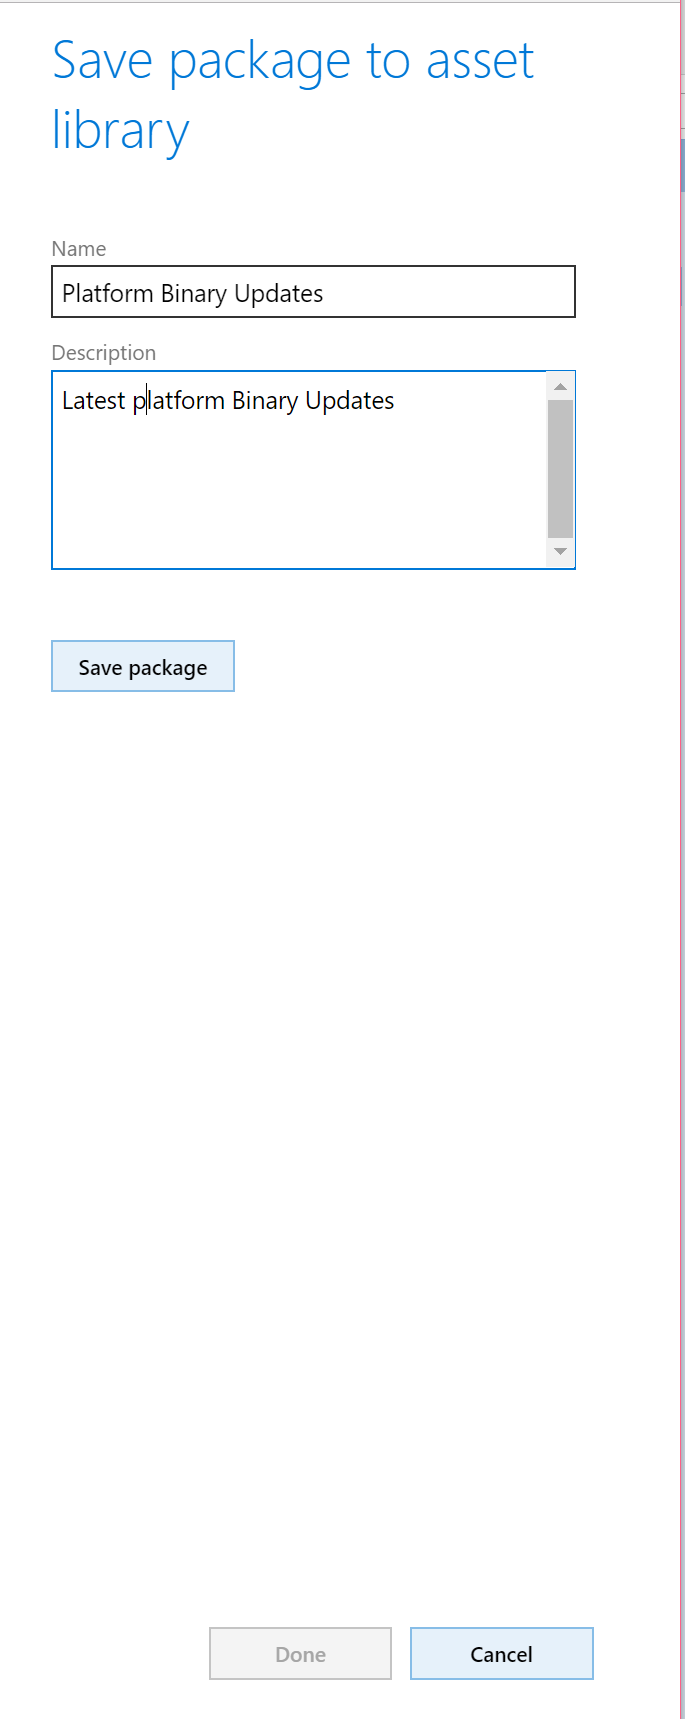 Save package to asset
library
Name
Platform Binary Updates
Description
Latest platform Binary Updates
Save package
Done
Cancel